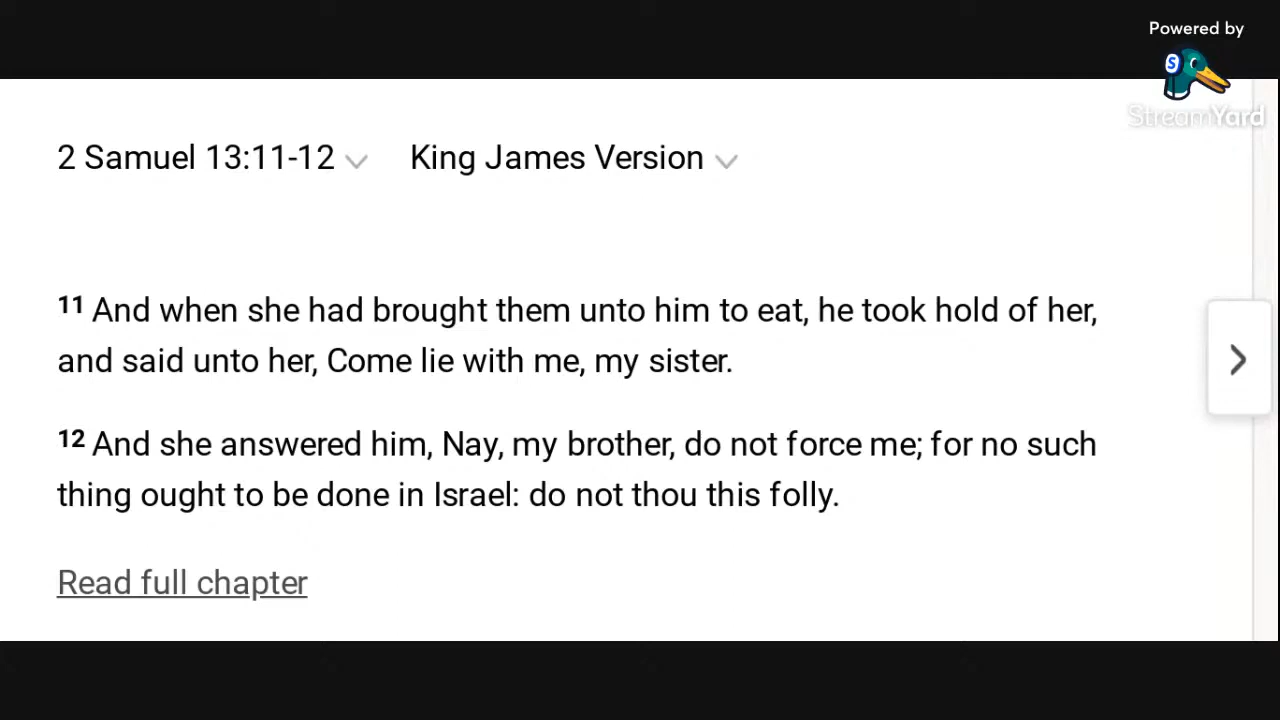 Powered by
StreamYard
2 Samuel 13:11-12 King James Version
11 And when she had brought them unto him to eat, he took hold of her,
and said unto her, Come lie with me, my sister.
12 And she answered him, Nay, my brother, do not force me; for no such
thing ought to be done in Israel: do not thou this folly.
Read full chapter